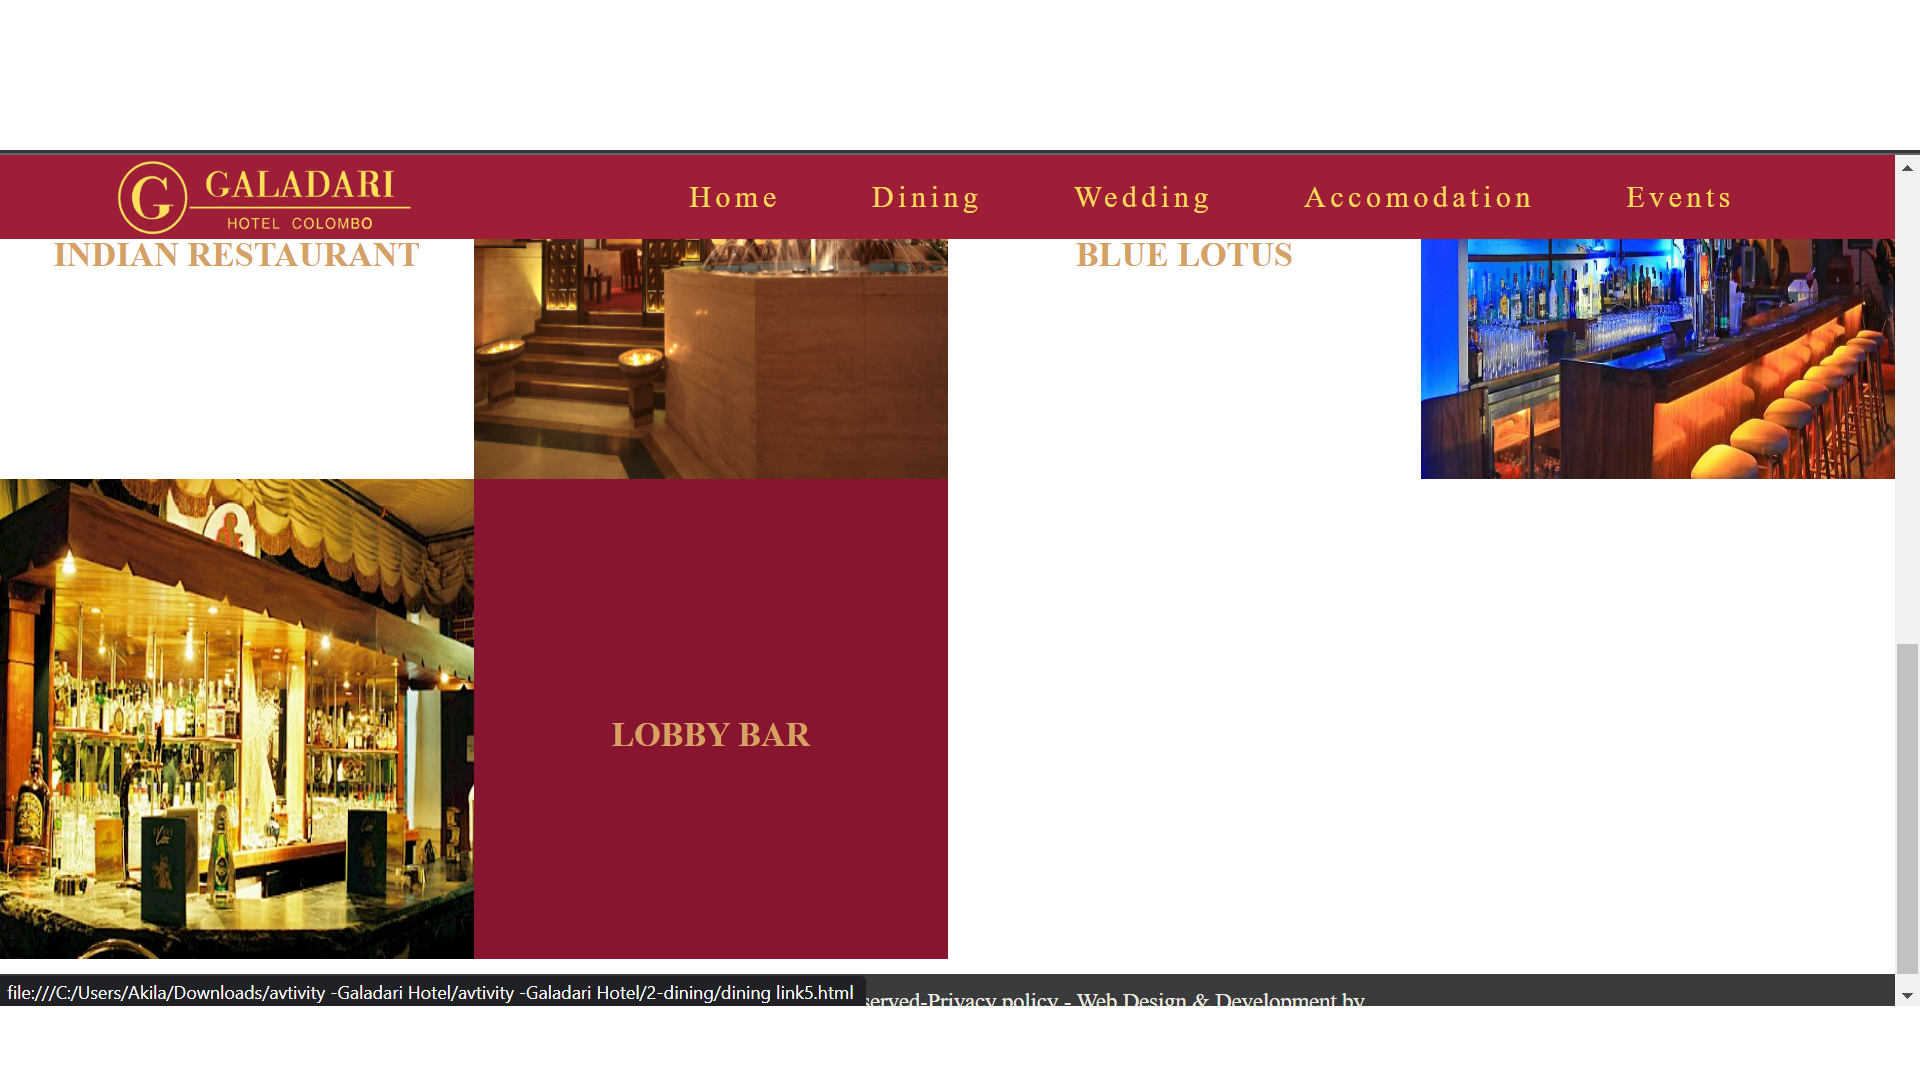 G GALADARI
HOTEL COLOMBO
Home Dining Wedding Accomodation Events
INDIAN RESTAURANT
BLUE LOTUS
LOBBY BAR
file:///C:/Users/Akila/Downloads/avtivity -Galadari Hotel/avtivity -Galadari Hotel/2-dining/dining link5.html
served-Privacy policy - Web Design & Development by